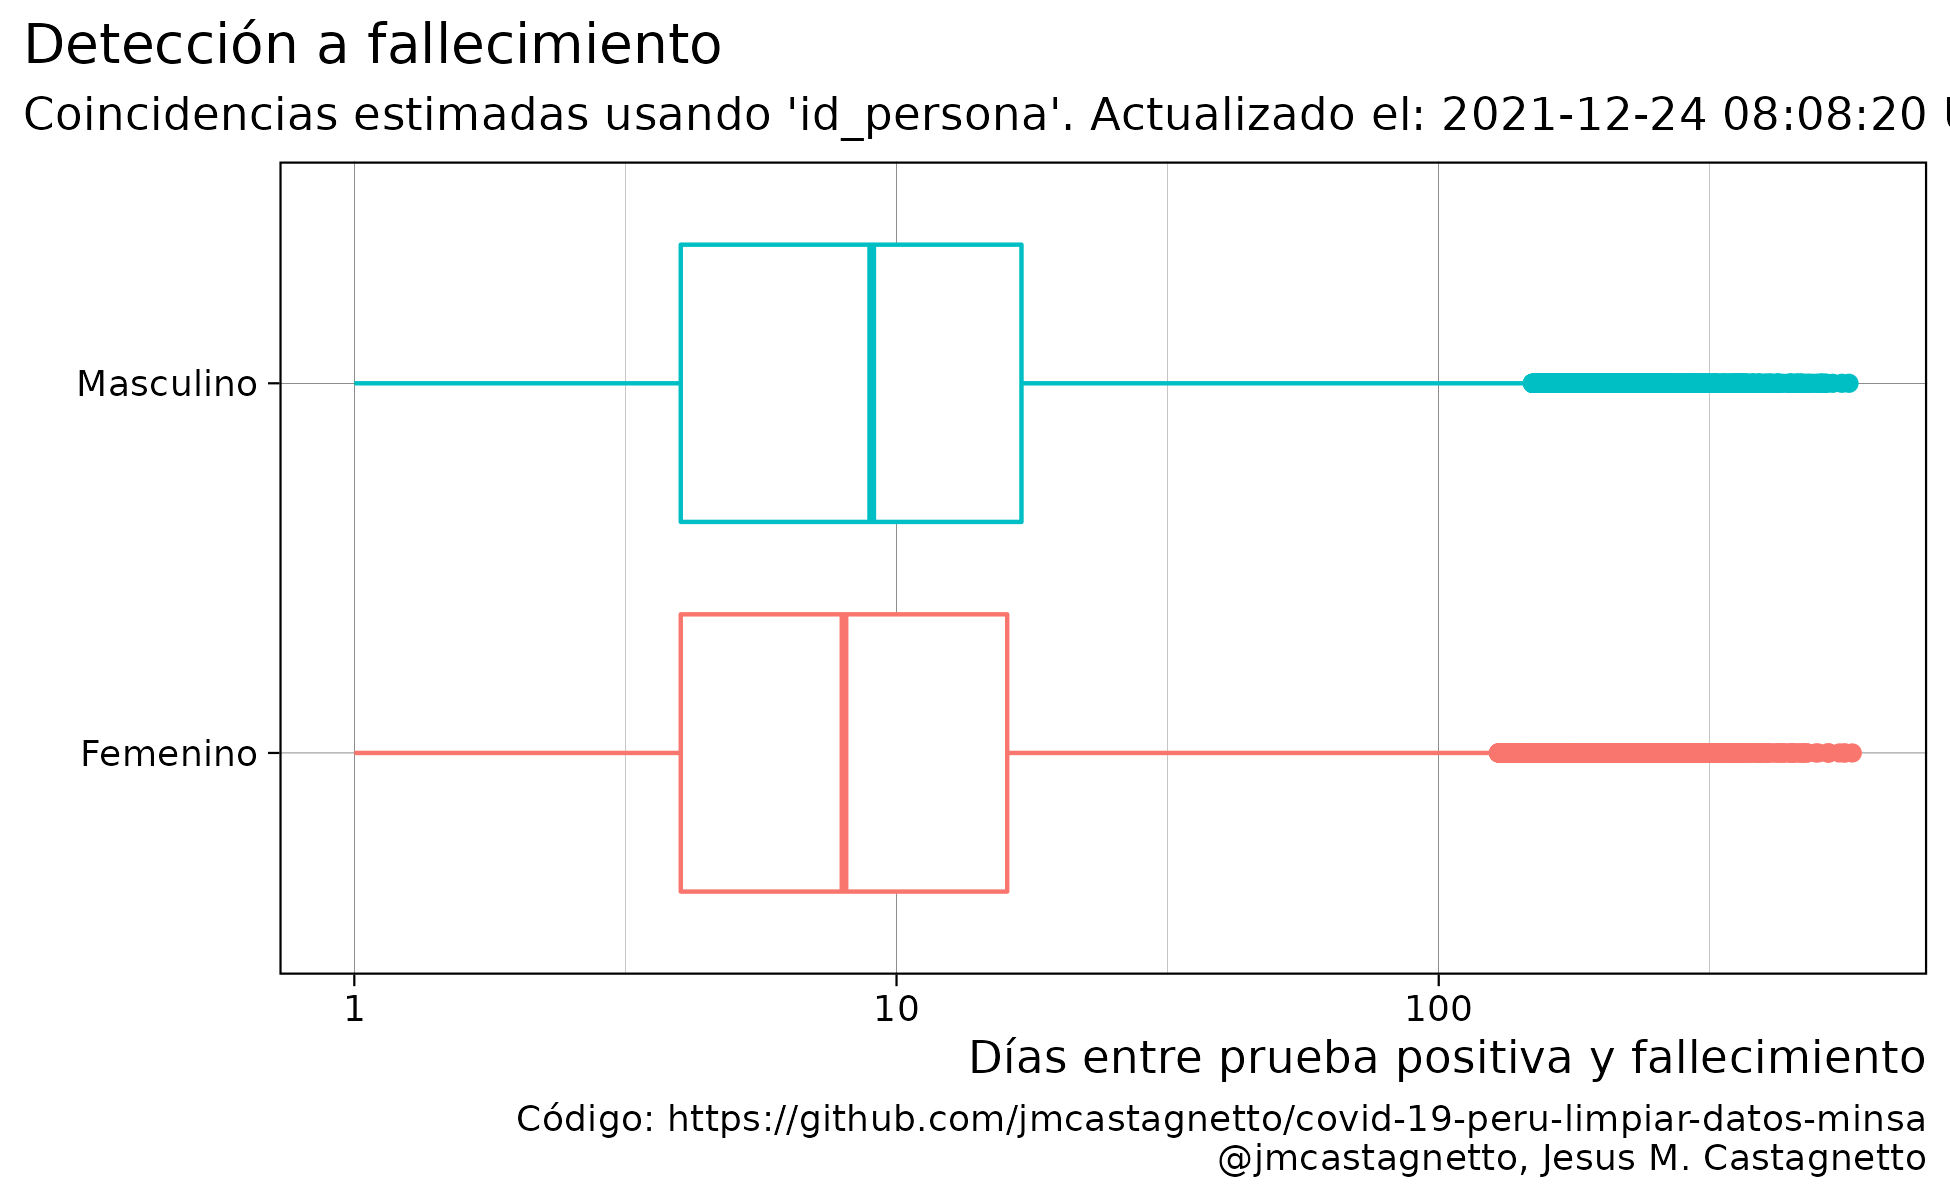 Detección a fallecimiento
Coincidencias estimadas usando 'id_persona'. Actualizado el: 2021-12-24 08:08:20
Masculino
Femenino
1 10 100
Días entre prueba positiva y fallecimiento
Código: https://github.com/jmcastagnetto/covid-19-peru-limpiar-datos-minsa
@jmcastagnetto, Jesus M. Castagnetto